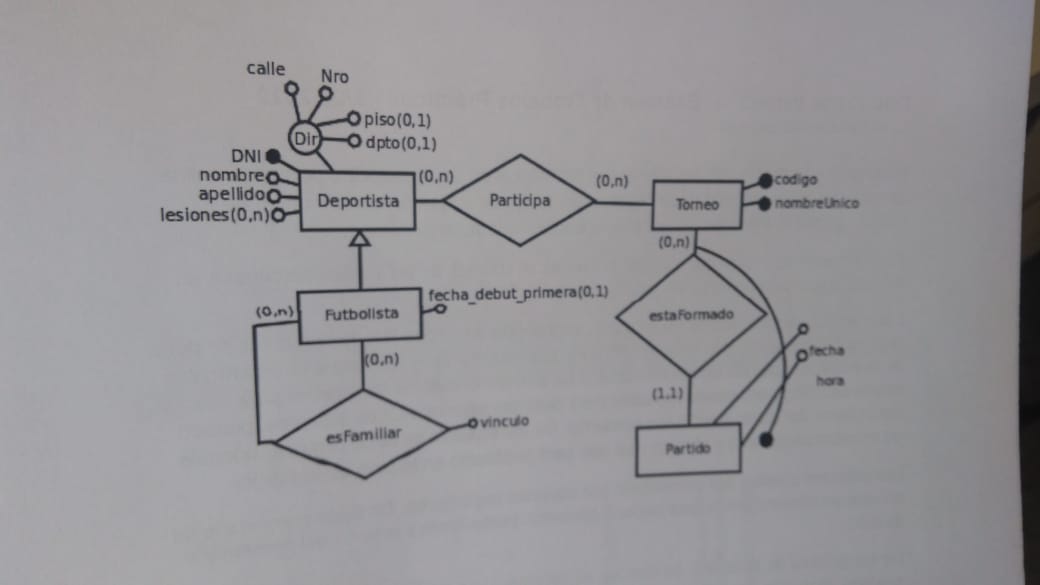 calle
Nro
Dir
piso(0,1)
dpto(0,1)
DNI
nombre
apellido
lesiones(0,n)
Deportista
(0,n)
Participa
(0,n)
Torneo
codigo
nombreUnico
(0,n)
estaFormado
(1,1)
fecha
hora
Partido
Futbolista
fecha_debut_primera(0,1)
(0,n)
(0,n)
esFamiliar
vinculo